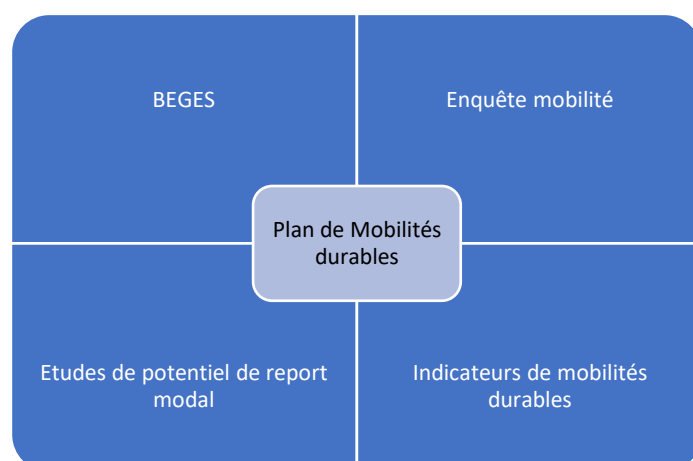 BEGES
Enquête mobilité
Plan de Mobilités
durables
Etudes de potentiel de report
modal
Indicateurs de mobilités
durables